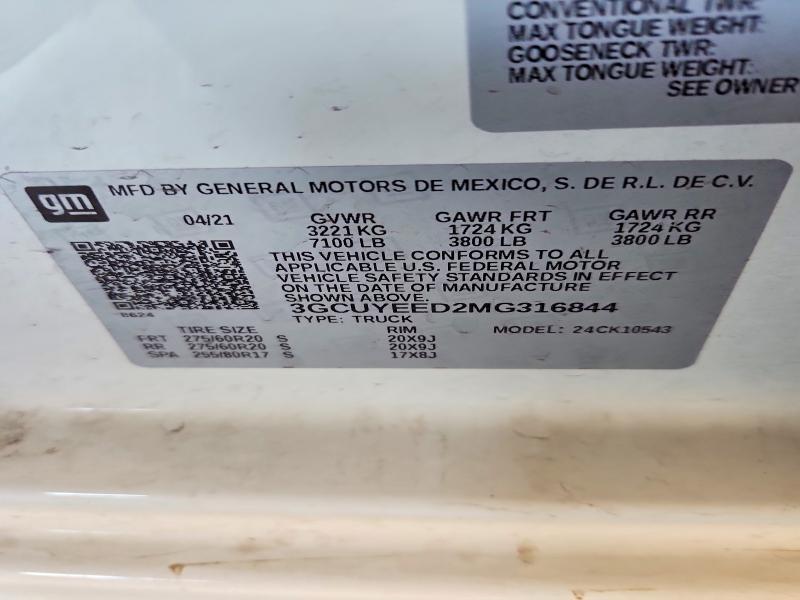 CONVENTIONAL TWR:
MAX TONGUE WEIGHT:
GOOSENECK TWR:
MAX TONGUE WEIGHT:
SEE OWNER
gm MFD BY GENERAL MOTORS DE MEXICO, S. DE R.L. DE C.V.
04/21 GVWR GAWR FRT GAWR RR
3221 KG 1724 KG 1724 KG
7100 LB 3800 LB 3800 LB
THIS VEHICLE CONFORMS TO ALL
APPLICABLE U.S. FEDERAL MOTOR
VEHICLE SAFETY STANDARDS IN EFFECT
ON THE DATE OF MANUFACTURE
SHOWN ABOVE
8624 3GCUYEED2MG316844
TYPE: TRUCK MODEL: 24CK10543
TIRE SIZE RIM
FRT 275/60R20 S 20X9J
RR 275/60R20 S 20X9J
SPA 255/80R17 S 17X8J